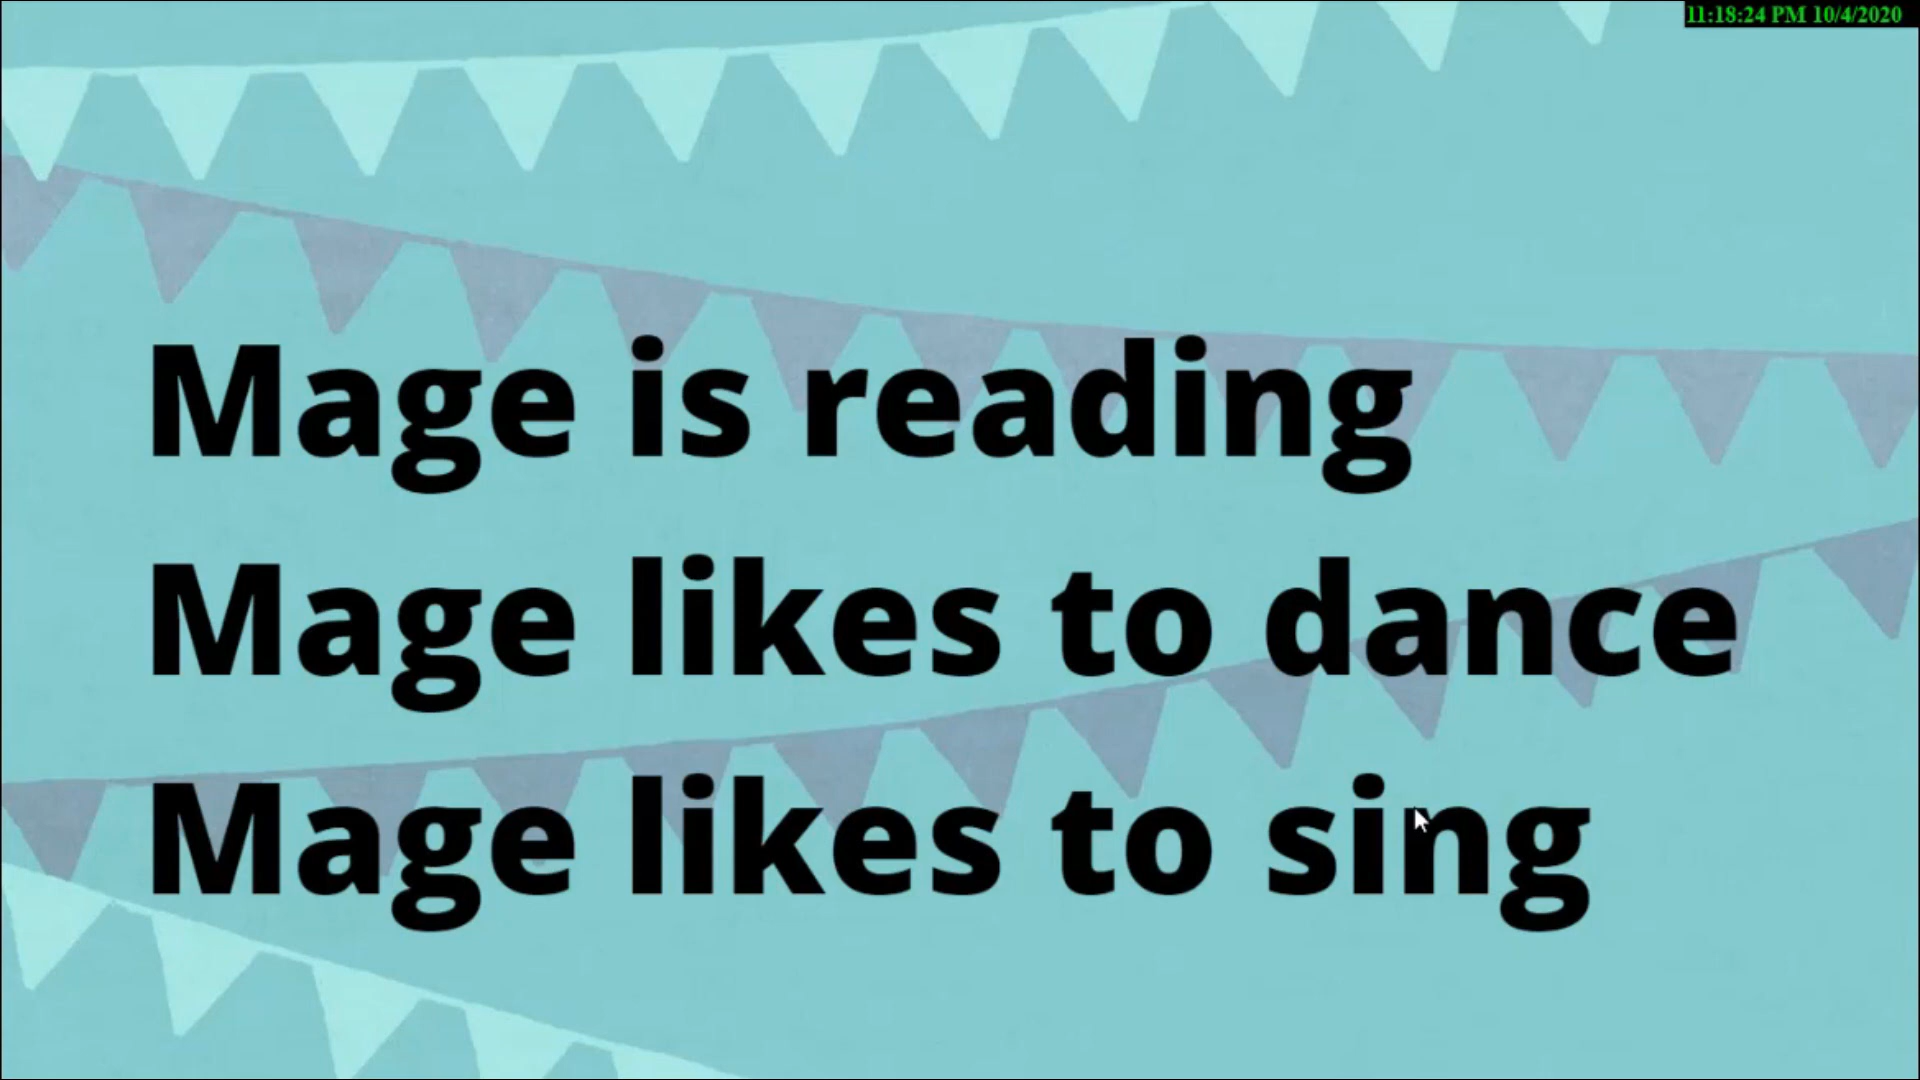 11:18:24 PM 10/4/2020
Mage is reading
Mage likes to dance
Mage likes to sing